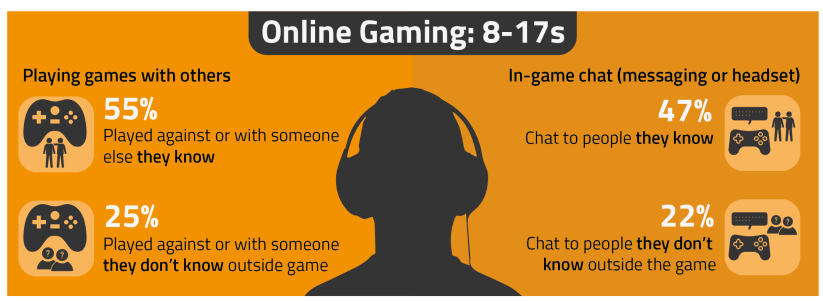 Online Gaming: 8-17s
Playing games with others
55%
Played against or with someone
else they know
25%
Played against or with someone
they don't know outside game
In-game chat (messaging or headset)
47%
Chat to people they know
22%
Chat to people they don't
know outside the game